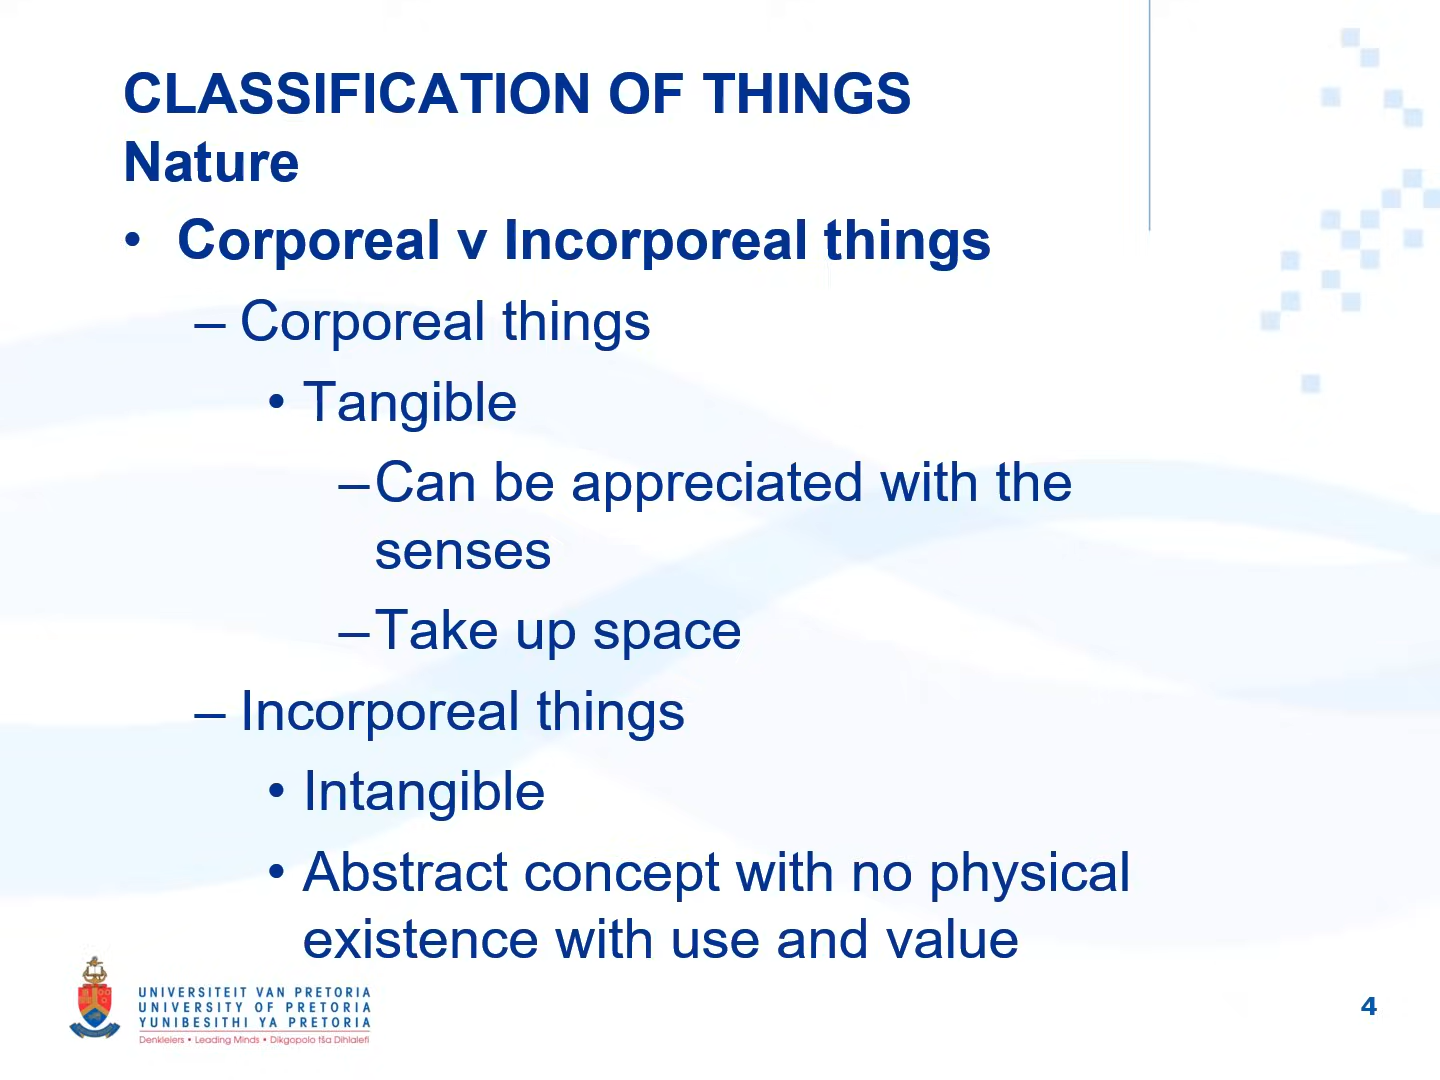 CLASSIFICATION OF THINGS
Nature
• Corporeal v Incorporeal things
– Corporeal things
• Tangible
–Can be appreciated with the
senses
–Take up space
– Incorporeal things
• Intangible
• Abstract concept with no physical
existence with use and value
UNIVERSITEIT VAN PRETORIA
UNIVERSITY OF PRETORIA
YUNIBESITHI YA PRETORIA
Denkleiers • Leading Minds • Dikgopolo tša Dihlalefi
4